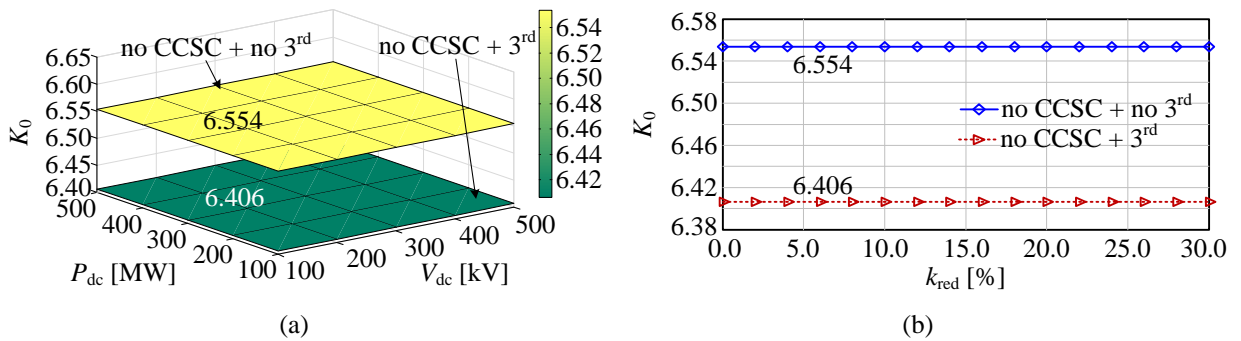 no CCSC + no 3rd
no CCSC + 3rd
6.65
6.60
6.55
6.50
6.45
6.40
K0
6.554
6.406
500
400
300
200
100
Pdc [MW]
100
200
300
400
500
Vdc [kV]
6.54
6.52
6.50
6.48
6.46
6.44
6.42
(a)
6.58
6.54
6.50
6.46
6.42
6.38
K0
6.554
no CCSC + no 3rd
no CCSC + 3rd
6.406
0.0 5.0 10.0 15.0 20.0 25.0 30.0
kred [%]
(b)